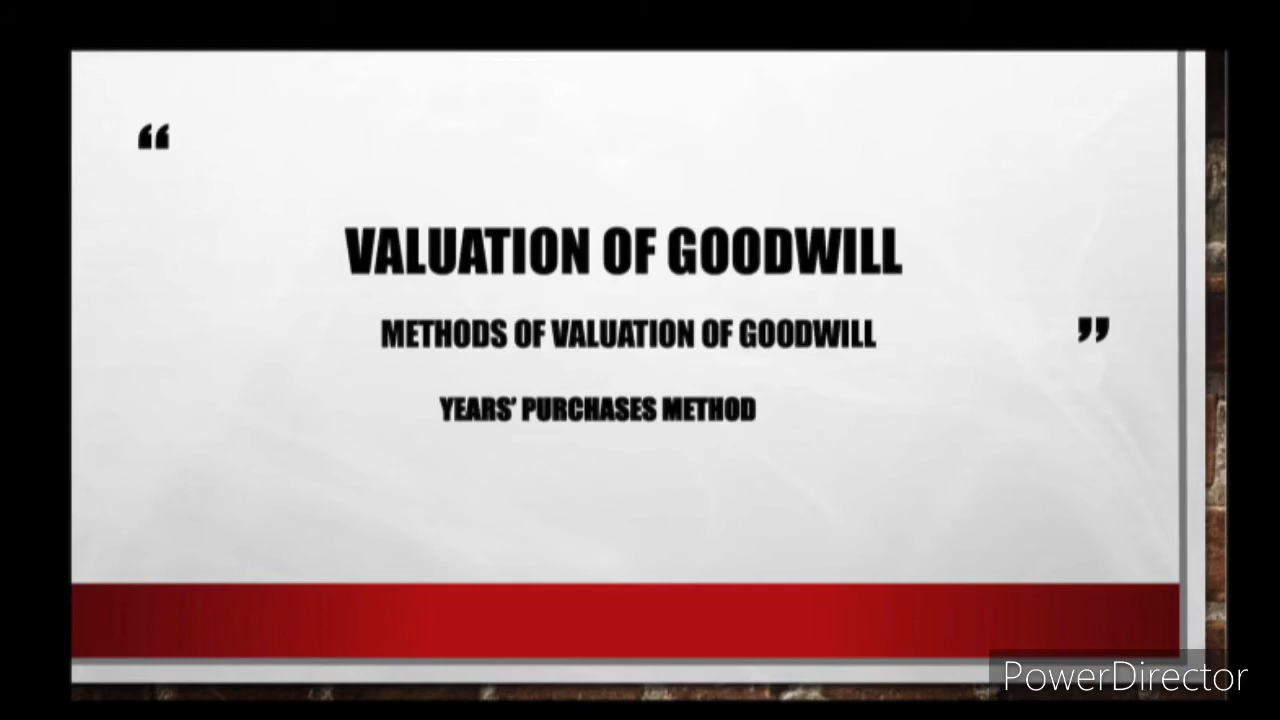 “
VALUATION OF GOODWILL
METHODS OF VALUATION OF GOODWILL
”
YEARS’ PURCHASES METHOD
PowerDirector